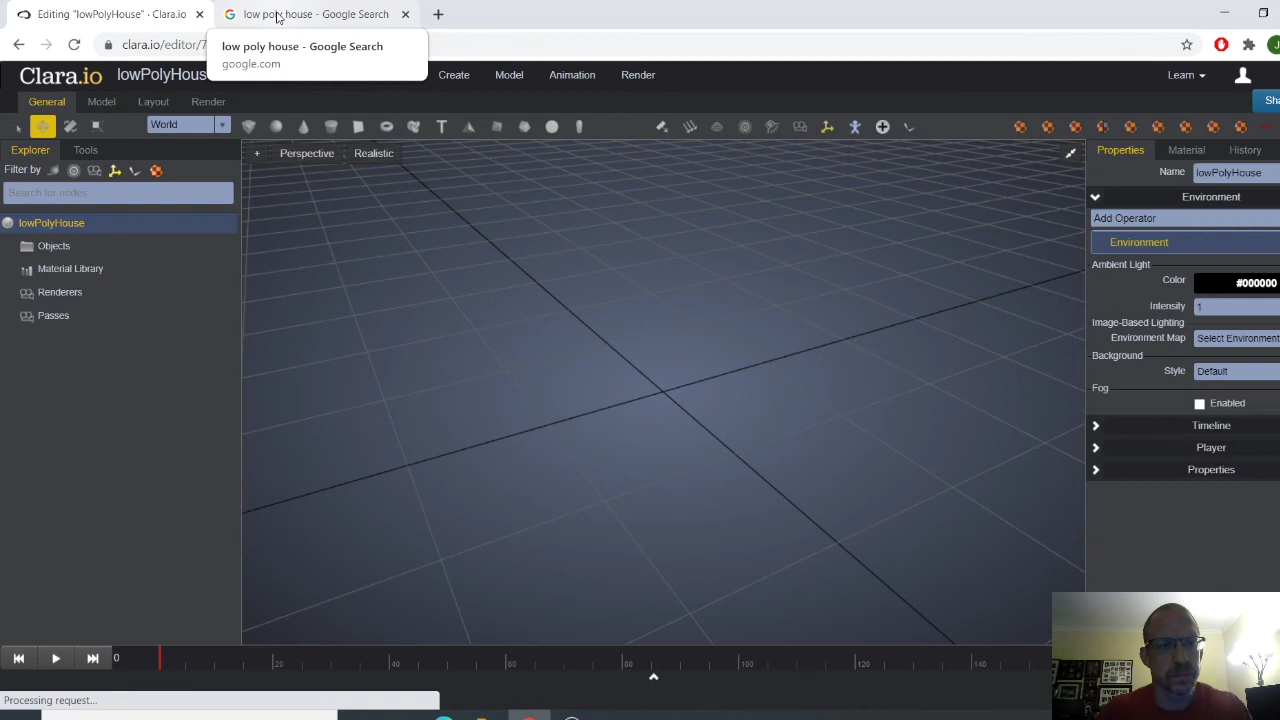 Editing "lowPolyHouse" · Clara.io
low poly house - Google Search
clara.io/editor/7
low poly house - Google Search
google.com
Clara.io
lowPolyHous
Create
Model
Animation
Render
Learn
General
Model
Layout
Render
Sha
World
Explorer
Tools
Filter by
Search for nodes
lowPolyHouse
Objects
Material Library
Renderers
Passes
+
Perspective
Realistic
Properties
Material
History
Name
lowPolyHouse
Environment
Add Operator
Environment
Ambient Light
Color
#000000
Intensity
1
Image-Based Lighting
Environment Map
Select Environment
Background
Style
Default
Fog
Enabled
Timeline
Player
Properties
0
20
40
60
80
100
120
140
Processing request...